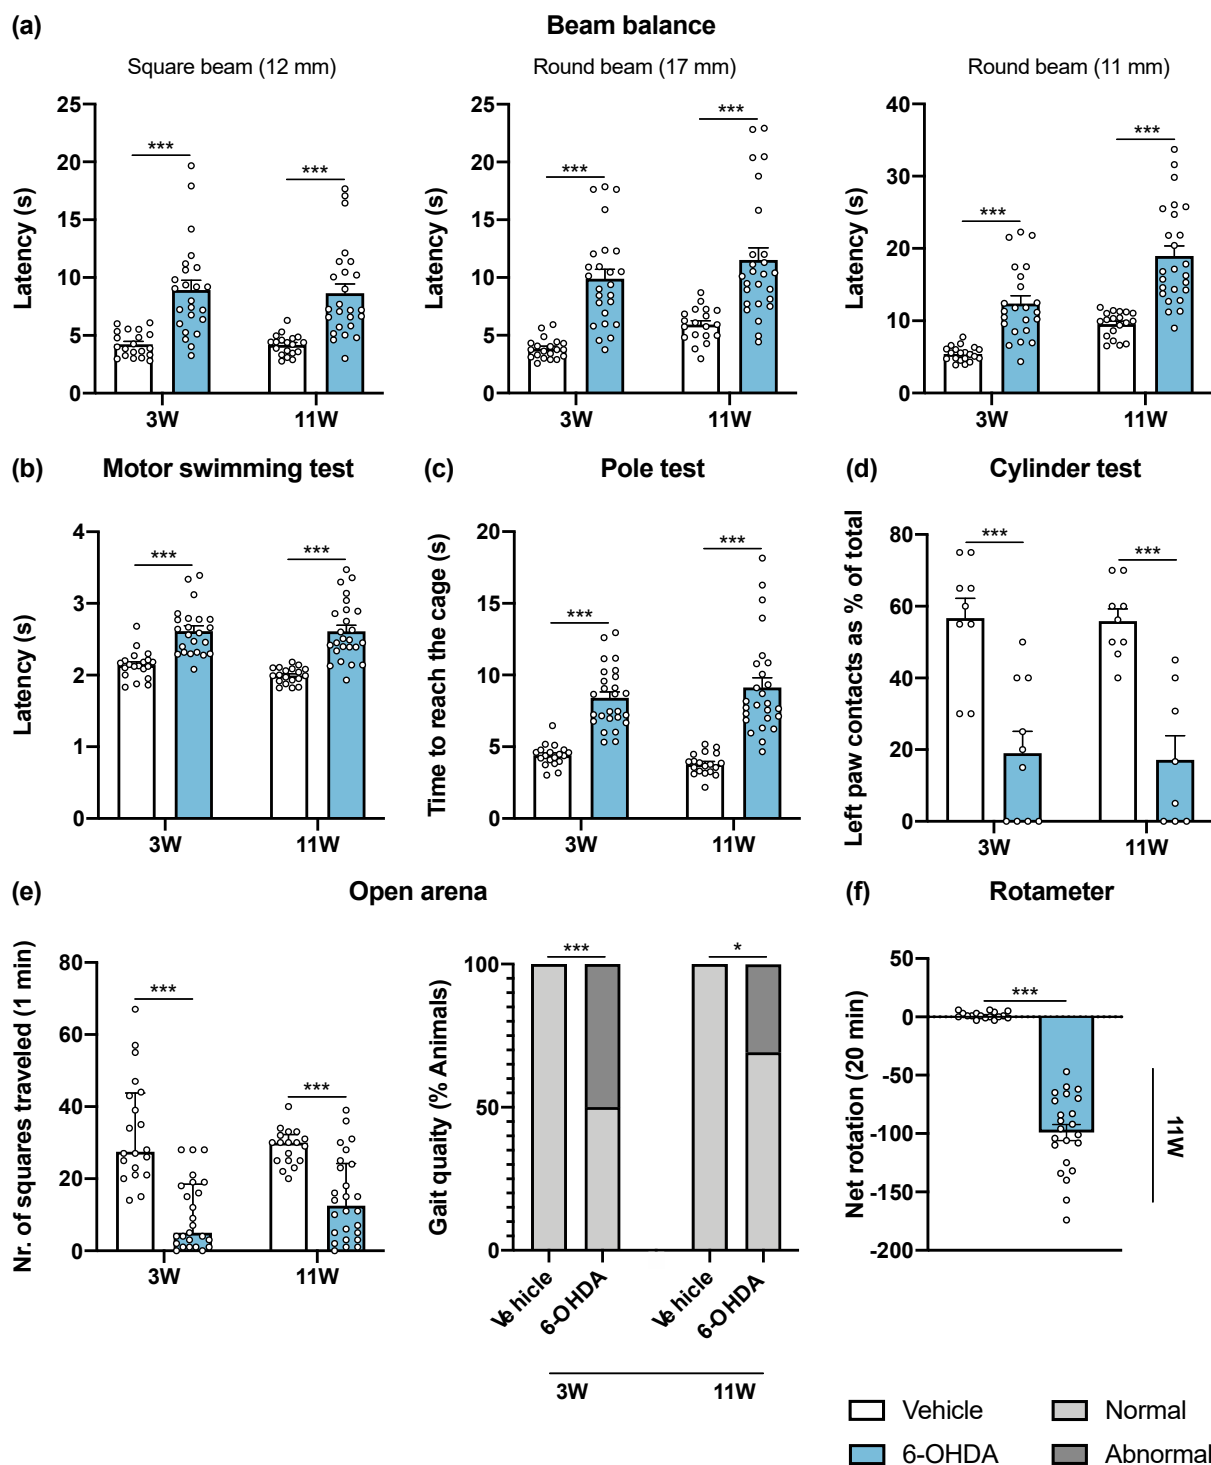 (a) Beam balance
Square beam (12 mm)
Round beam (17 mm)
Round beam (11 mm)
Latency (s)
25
20
15
10
5
0
***
***
3W
11W
Latency (s)
25
20
15
10
5
0
***
***
3W
11W
Latency (s)
40
30
20
10
0
***
***
3W
11W
(b) Motor swimming test
Latency (s)
4
3
2
1
0
***
***
3W
11W
(c) Pole test
Time to reach the cage (s)
20
15
10
5
0
***
***
3W
11W
(d) Cylinder test
Left paw contacts as % of total
80
60
40
20
0
***
***
3W
11W
(e) Open arena
Nr. of squares traveled (1 min)
80
60
40
20
0
***
***
3W
11W
Gait quaity (% Animals)
100
50
0
***
*
Ve hicle
6-O HDA
Ve hicle
6-O HDA
3W
11W
(f) Rotameter
Net rotation (20 min)
50
0
-50
-100
-150
-200
***
11W
Vehicle
Normal
6-OHDA
Abnormal